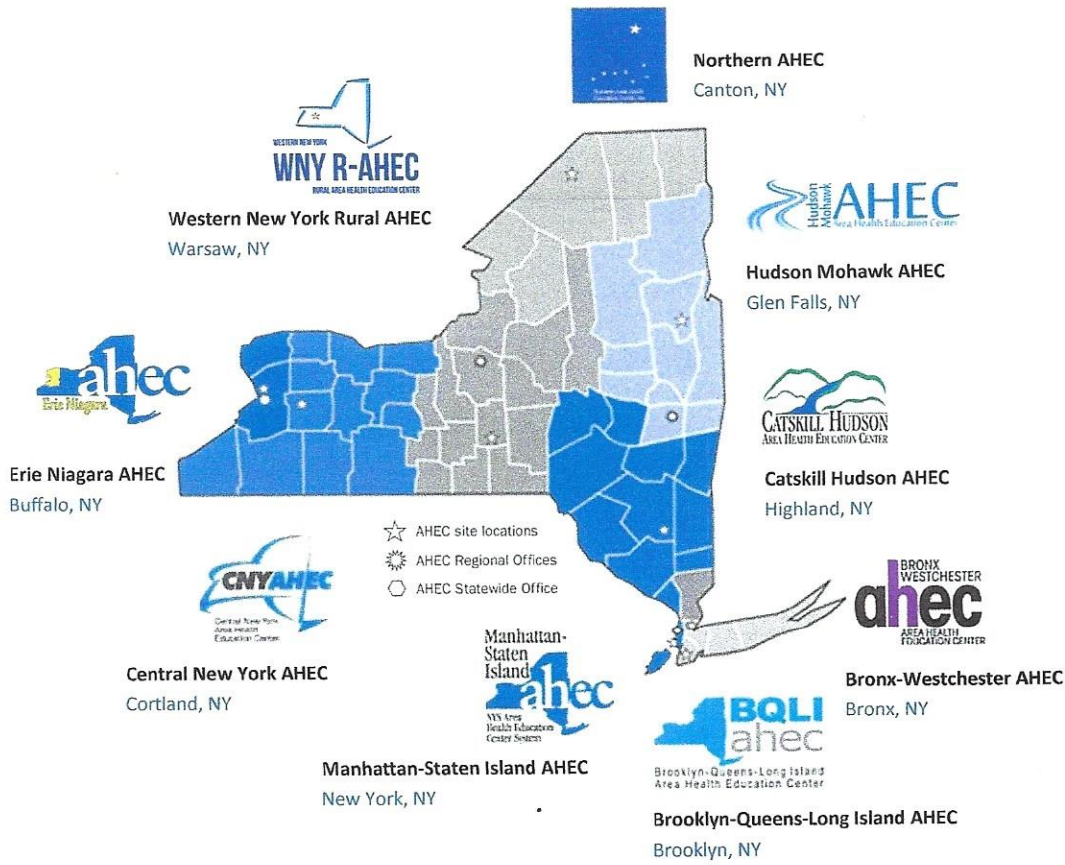 Northern AHEC
Canton, NY
WESTERN NEW YORK
WNY R-AHEC
RURAL AREA HEALTH EDUCATION CENTER
Western New York Rural AHEC
Warsaw, NY
Hudson
Mohawk
AHEC
Area Health Education Center
Hudson Mohawk AHEC
Glen Falls, NY
ahec
Erie Niagara
Erie Niagara AHEC
Buffalo, NY
CATSKILL HUDSON
AREA HEALTH EDUCATION CENTER
Catskill Hudson AHEC
Highland, NY
AHEC site locations
AHEC Regional Offices
AHEC Statewide Office
CNYAHEC
Central New York
Area Health
Education Center
Central New York AHEC
Cortland, NY
Manhattan-
Staten
Island
ahec
NYS Area
Health Education
Center System
Manhattan-Staten Island AHEC
New York, NY
BRONX
WESTCHESTER
ahec
AREA HEALTH
EDUCATION CENTER
Bronx-Westchester AHEC
Bronx, NY
BQLI
ahec
Brooklyn-Queens-Long Island
Area Health Education Center
Brooklyn-Queens-Long Island AHEC
Brooklyn, NY